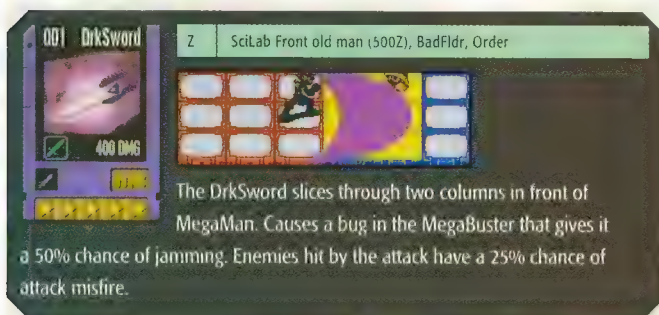 001 DrkSword
400 DMG
Z SciLab Front old man (500Z), BadFldr, Order
The DrkSword slices through two columns in front of
MegaMan. Causes a bug in the MegaBuster that gives it
a 50% chance of jamming. Enemies hit by the attack have a 25% chance of
attack misfire.